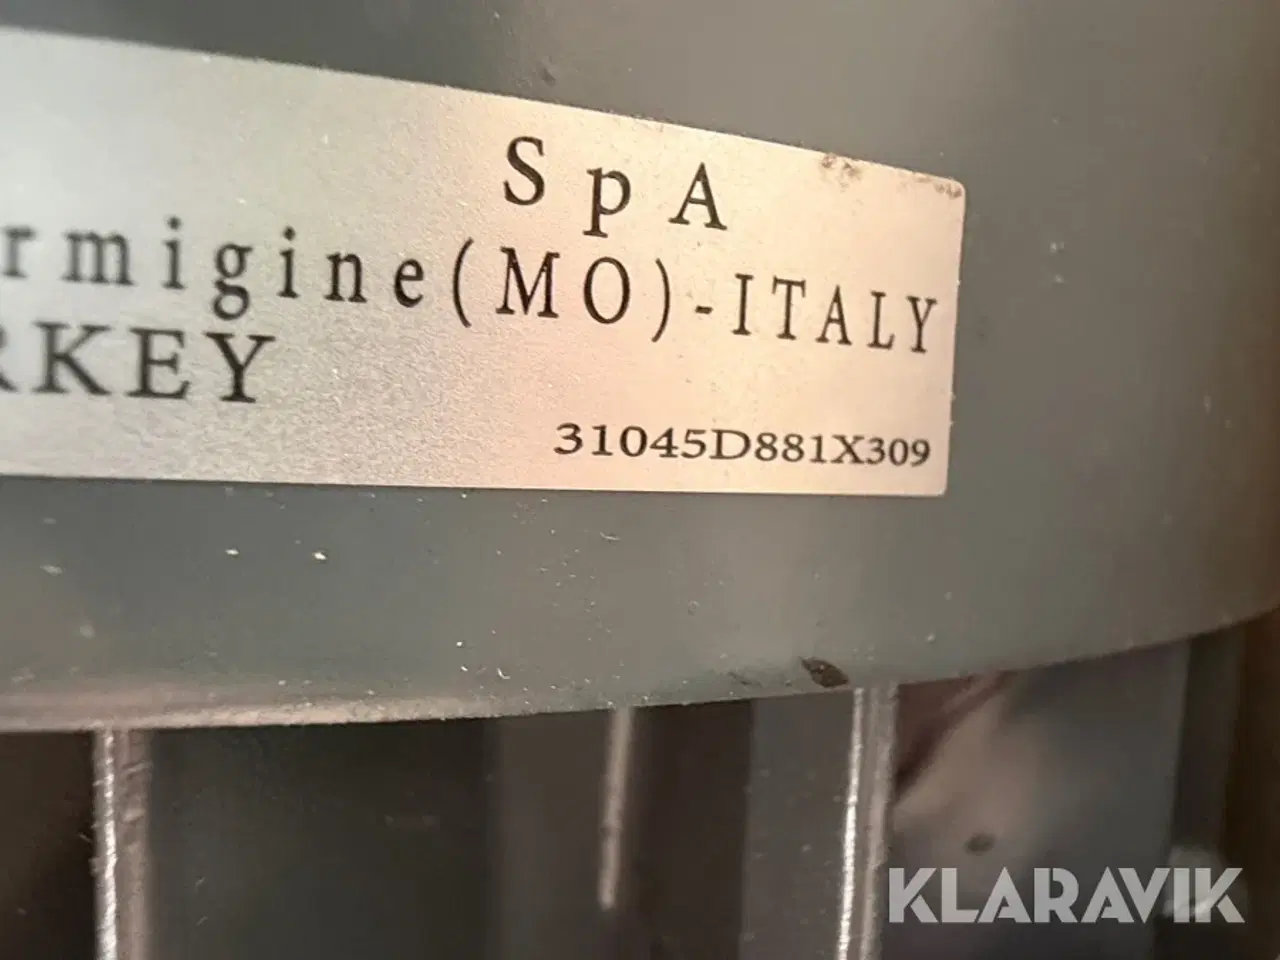 SpA
rmigine(MO)-ITALY
RKEY
31045D881X309
KLARAVIK